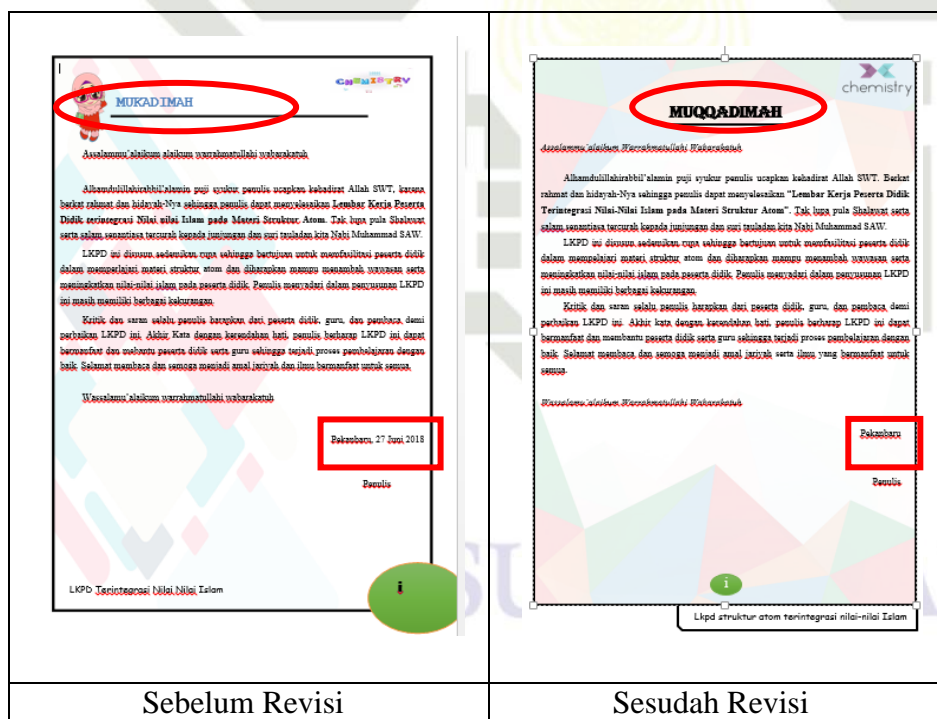 CHEMISTRY
MUKADIMAH
Assalammu'alaikum alaikum warrahmatullahi wabarakatuh
Alhamdulillahirabbil'alamin puji syukur penulis ucapkan kehadirat Allah SWT, karena
berkat rahmat dan hidayah-Nya sehingga penulis dapat menyelesaikan Lembar Kerja Peserta
Didik terintegrasi Nilai nilai Islam pada Materi Struktur Atom. Tak lupa pula Shalawat
serta salam senantiasa tercurah kepada junjungan dan suri tauladan kita Nabi Muhammad SAW.
LKPD ini disusun sedemikan rupa sehingga bertujuan untuk memfasilitasi peserta didik
dalam memperlajari materi struktur atom dan diharapkan mampu menambah wawasan serta
meningkatkan nilai-nilai islam pada peserta didik. Penulis menyadari dalam penyusunan LKPD
ini masih memiliki berbagai kekurangan.
Kritik dan saran selalu penulis harapkan dari peserta didik, guru, dan pembaca demi
perbaikan LKPD ini. Akhir Kata dengan kerendahan hati, penulis berharap LKPD ini dapat
bermanfaat dan mebantu peserta didik serta guru sehingga terjadi proses pembelajaran dengan
baik. Selamat membaca dan semoga menjadi amal jariyah dan ilmu bermanfaat untuk semua.
Wassalamu'alaikum warrahmatullahi wabarakatuh
Pekanbaru, 27 Juni 2018
Penulis
LKPD Terintegrasi Nilai Nilai Islam
i
Sebelum Revisi
chemistry
MUQQADIMAH
Assalammu'alaikum Warrahmatullahi Wabarakatuh
Alhamdulillahirabbil'alamin puji syukur penulis ucapkan kehadirat Allah SWT. Berkat
rahmat dan hidayah-Nya sehingga penulis dapat menyelesaikan "Lembar Kerja Peserta Didik
Terintegrasi Nilai-Nilai Islam pada Materi Struktur Atom". Tak lupa pula Shalawat serta
salam senantiasa tercurah kepada junjungan dan suri tauladan kita Nabi Muhammad SAW.
LKPD ini disusun sedemikan rupa sehingga bertujuan untuk memfasilitasi peserta didik
dalam mempelajari materi struktur atom dan diharapkan mampu menambah wawasan serta
meningkatkan nilai-nilai islam pada peserta didik. Penulis menyadari dalam penyusunan LKPD
ini masih memiliki berbagai kekurangan.
Kritik dan saran selalu penulis harapkan dari peserta didik, guru, dan pembaca demi
perbaikan LKPD ini. Akhir kata dengan kerendahan hati, penulis berharap LKPD ini dapat
bermanfaat dan membantu peserta didik serta guru sehingga terjadi proses pembelajaran dengan
baik. Selamat membaca dan semoga menjadi amal jariyah serta ilmu yang bermanfaat untuk
semua.
Wassalamu'alaikum Warrahmatullahi Wabarakatuh
Pekanbaru
Penulis
i
Lkpd struktur atom terintegrasi nilai-nilai Islam
Sesudah Revisi